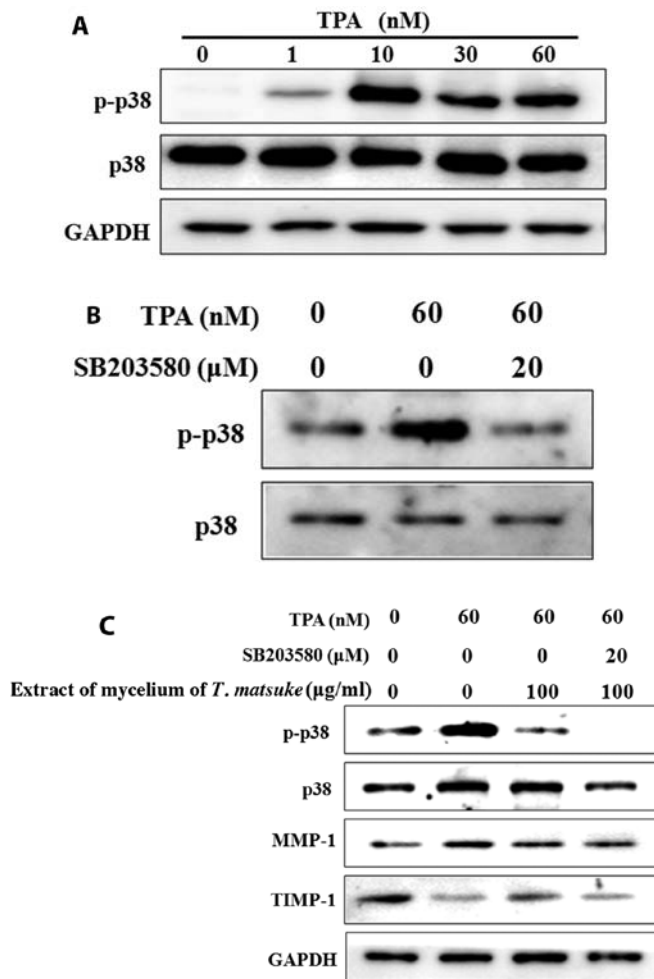 A
TPA (nM)
0 1 10 30 60
p-p38
p38
GAPDH
B TPA (nM) 0 60 60
SB203580 (μM) 0 0 20
p-p38
p38
C TPA (nM) 0 60 60 60
SB203580 (μM) 0 0 0 20
Extract of mycelium of T. matsuke (μg/ml) 0 0 100 100
p-p38
p38
MMP-1
TIMP-1
GAPDH